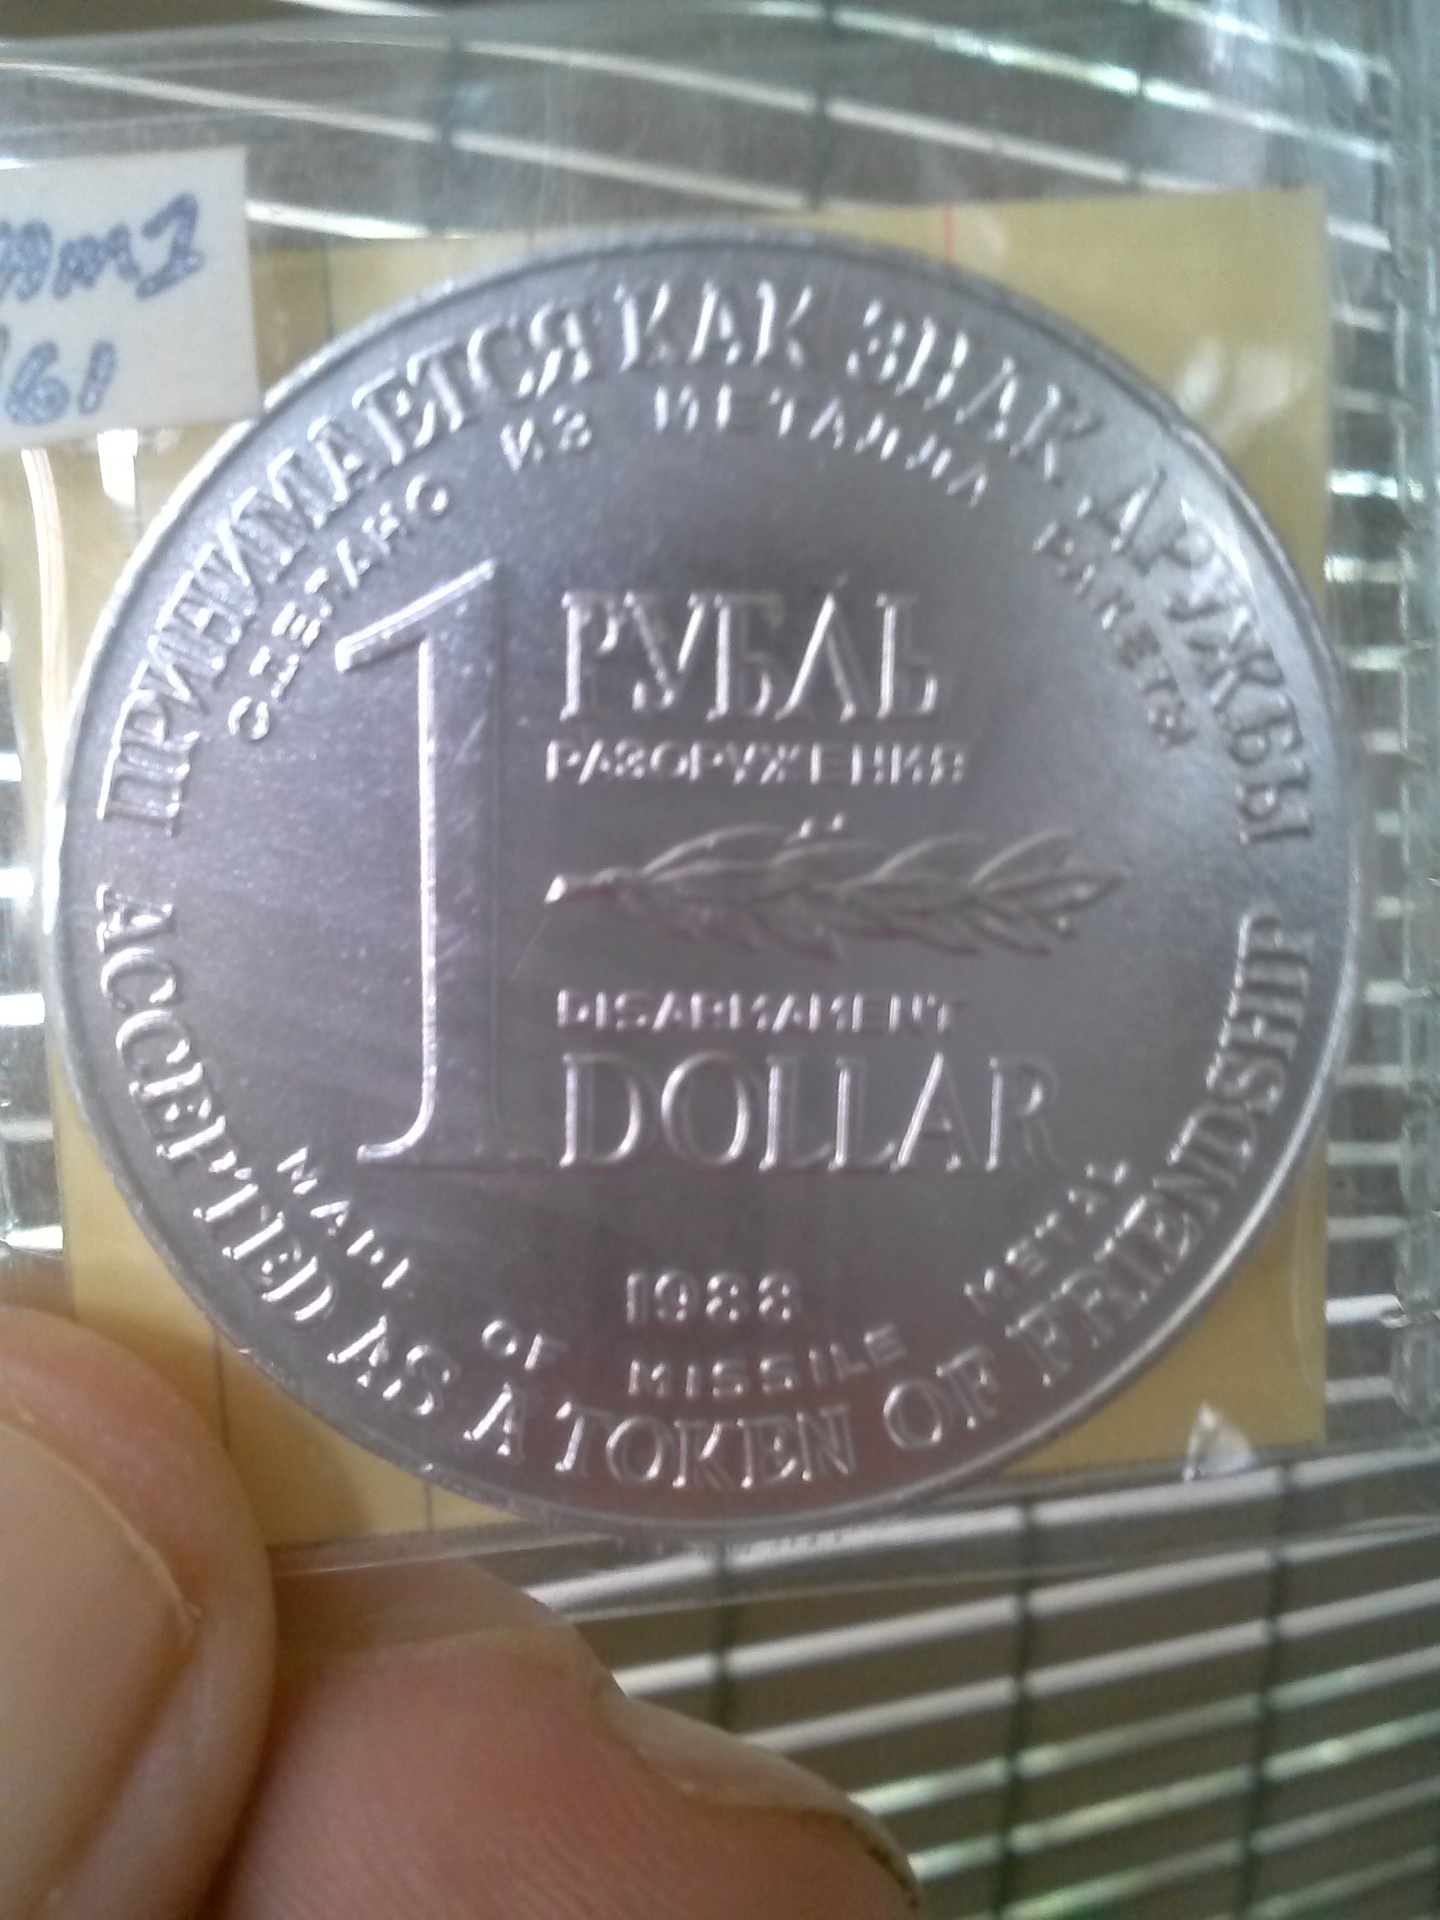 161
ПРИНИМАЕТСЯ КАК ЗНАК ДРУЖБЫ
СДЕЛАНО ИЗ МЕТАЛЛА РАКЕТЫ
1 РУБЛЬ
РАЗОРУЖЕНИЯ
DISARMAMENT
DOLLAR
1988
MADE OF MISSILE METAL
ACCEPTED AS A TOKEN OF FRIENDSHIP